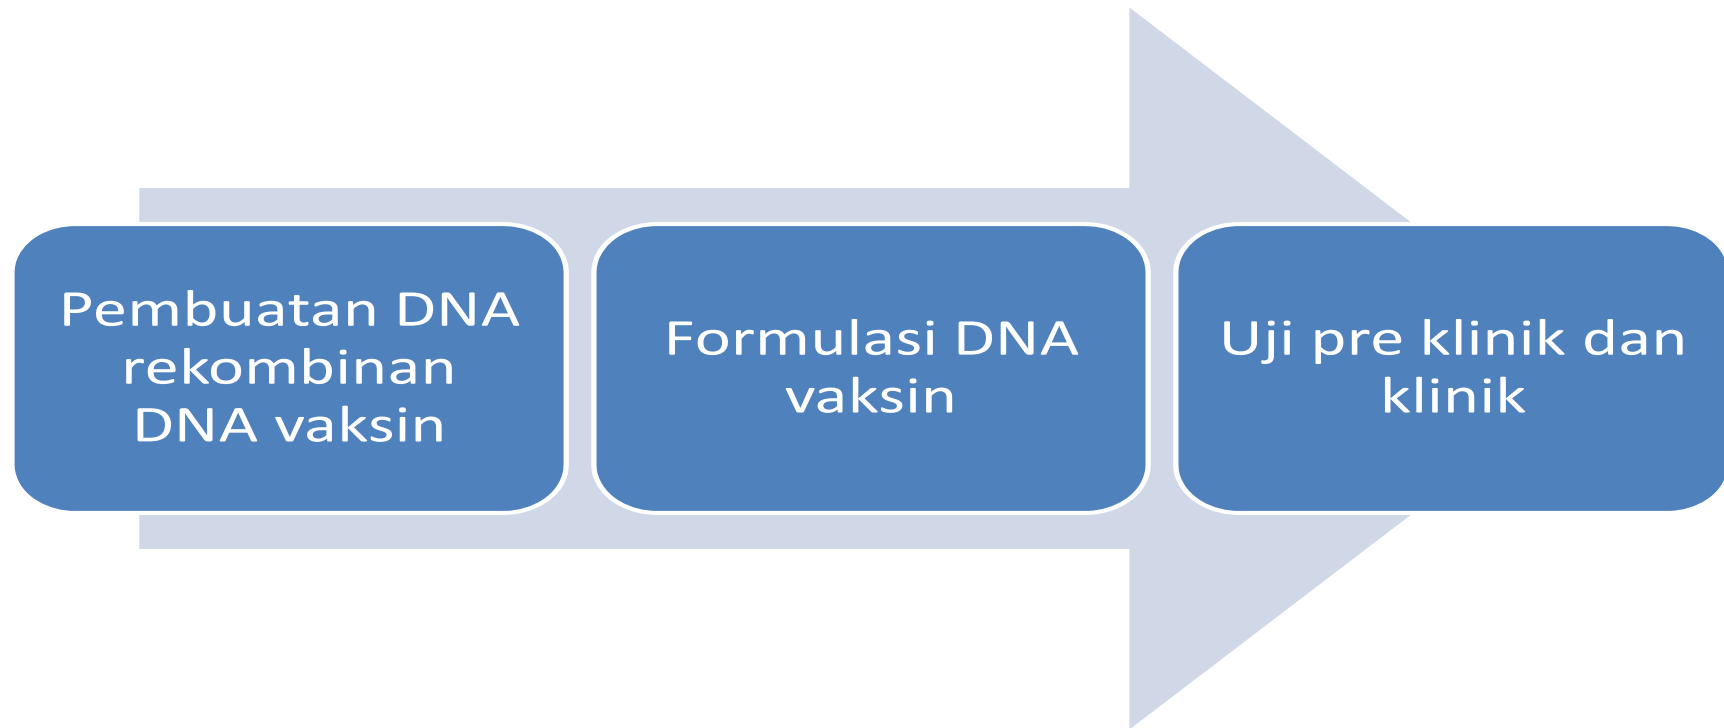 Pembuatan DNA
rekombinan
DNA vaksin
Formulasi DNA
vaksin
Uji pre klinik dan
klinik